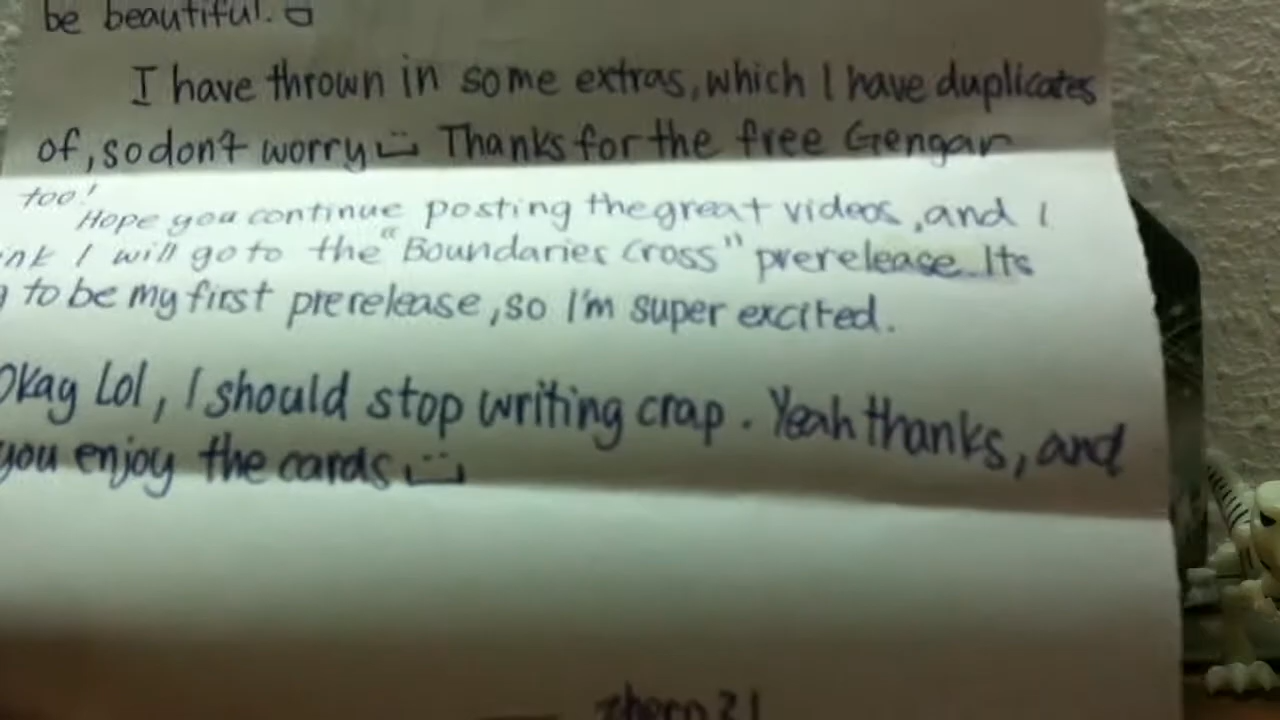 be beautiful.
I have thrown in some extras, which I have duplicates
of, so don't worry Thanks for the free Gengar
too!
Hope you continue posting the great videos, and I
I will go to the "Boundaries Cross" prerelease. Its
to be my first prerelease, so I'm super excited.
Okay Lol, I should stop writing crap. Yeah thanks, and
you enjoy the cards